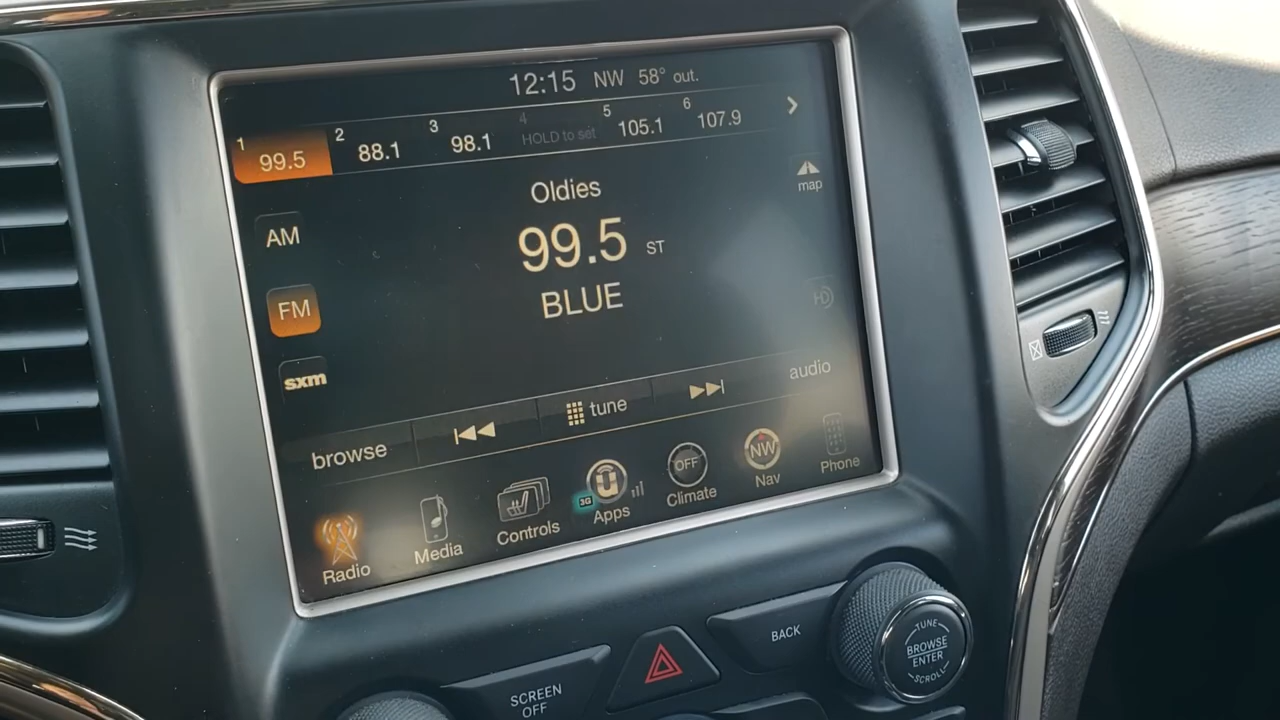 12:15 NW 58° out.
1 99.5 2 88.1 3 98.1 4 HOLD to set 5 105.1 6 107.9
map
Oldies
AM
99.5 ST
FM
BLUE
HD
sxm
browse tune audio
Radio Media Controls 3G U Apps OFF Climate NW Nav Phone
SCREEN
OFF
BACK
TUNE
BROWSE
ENTER
SCROLL